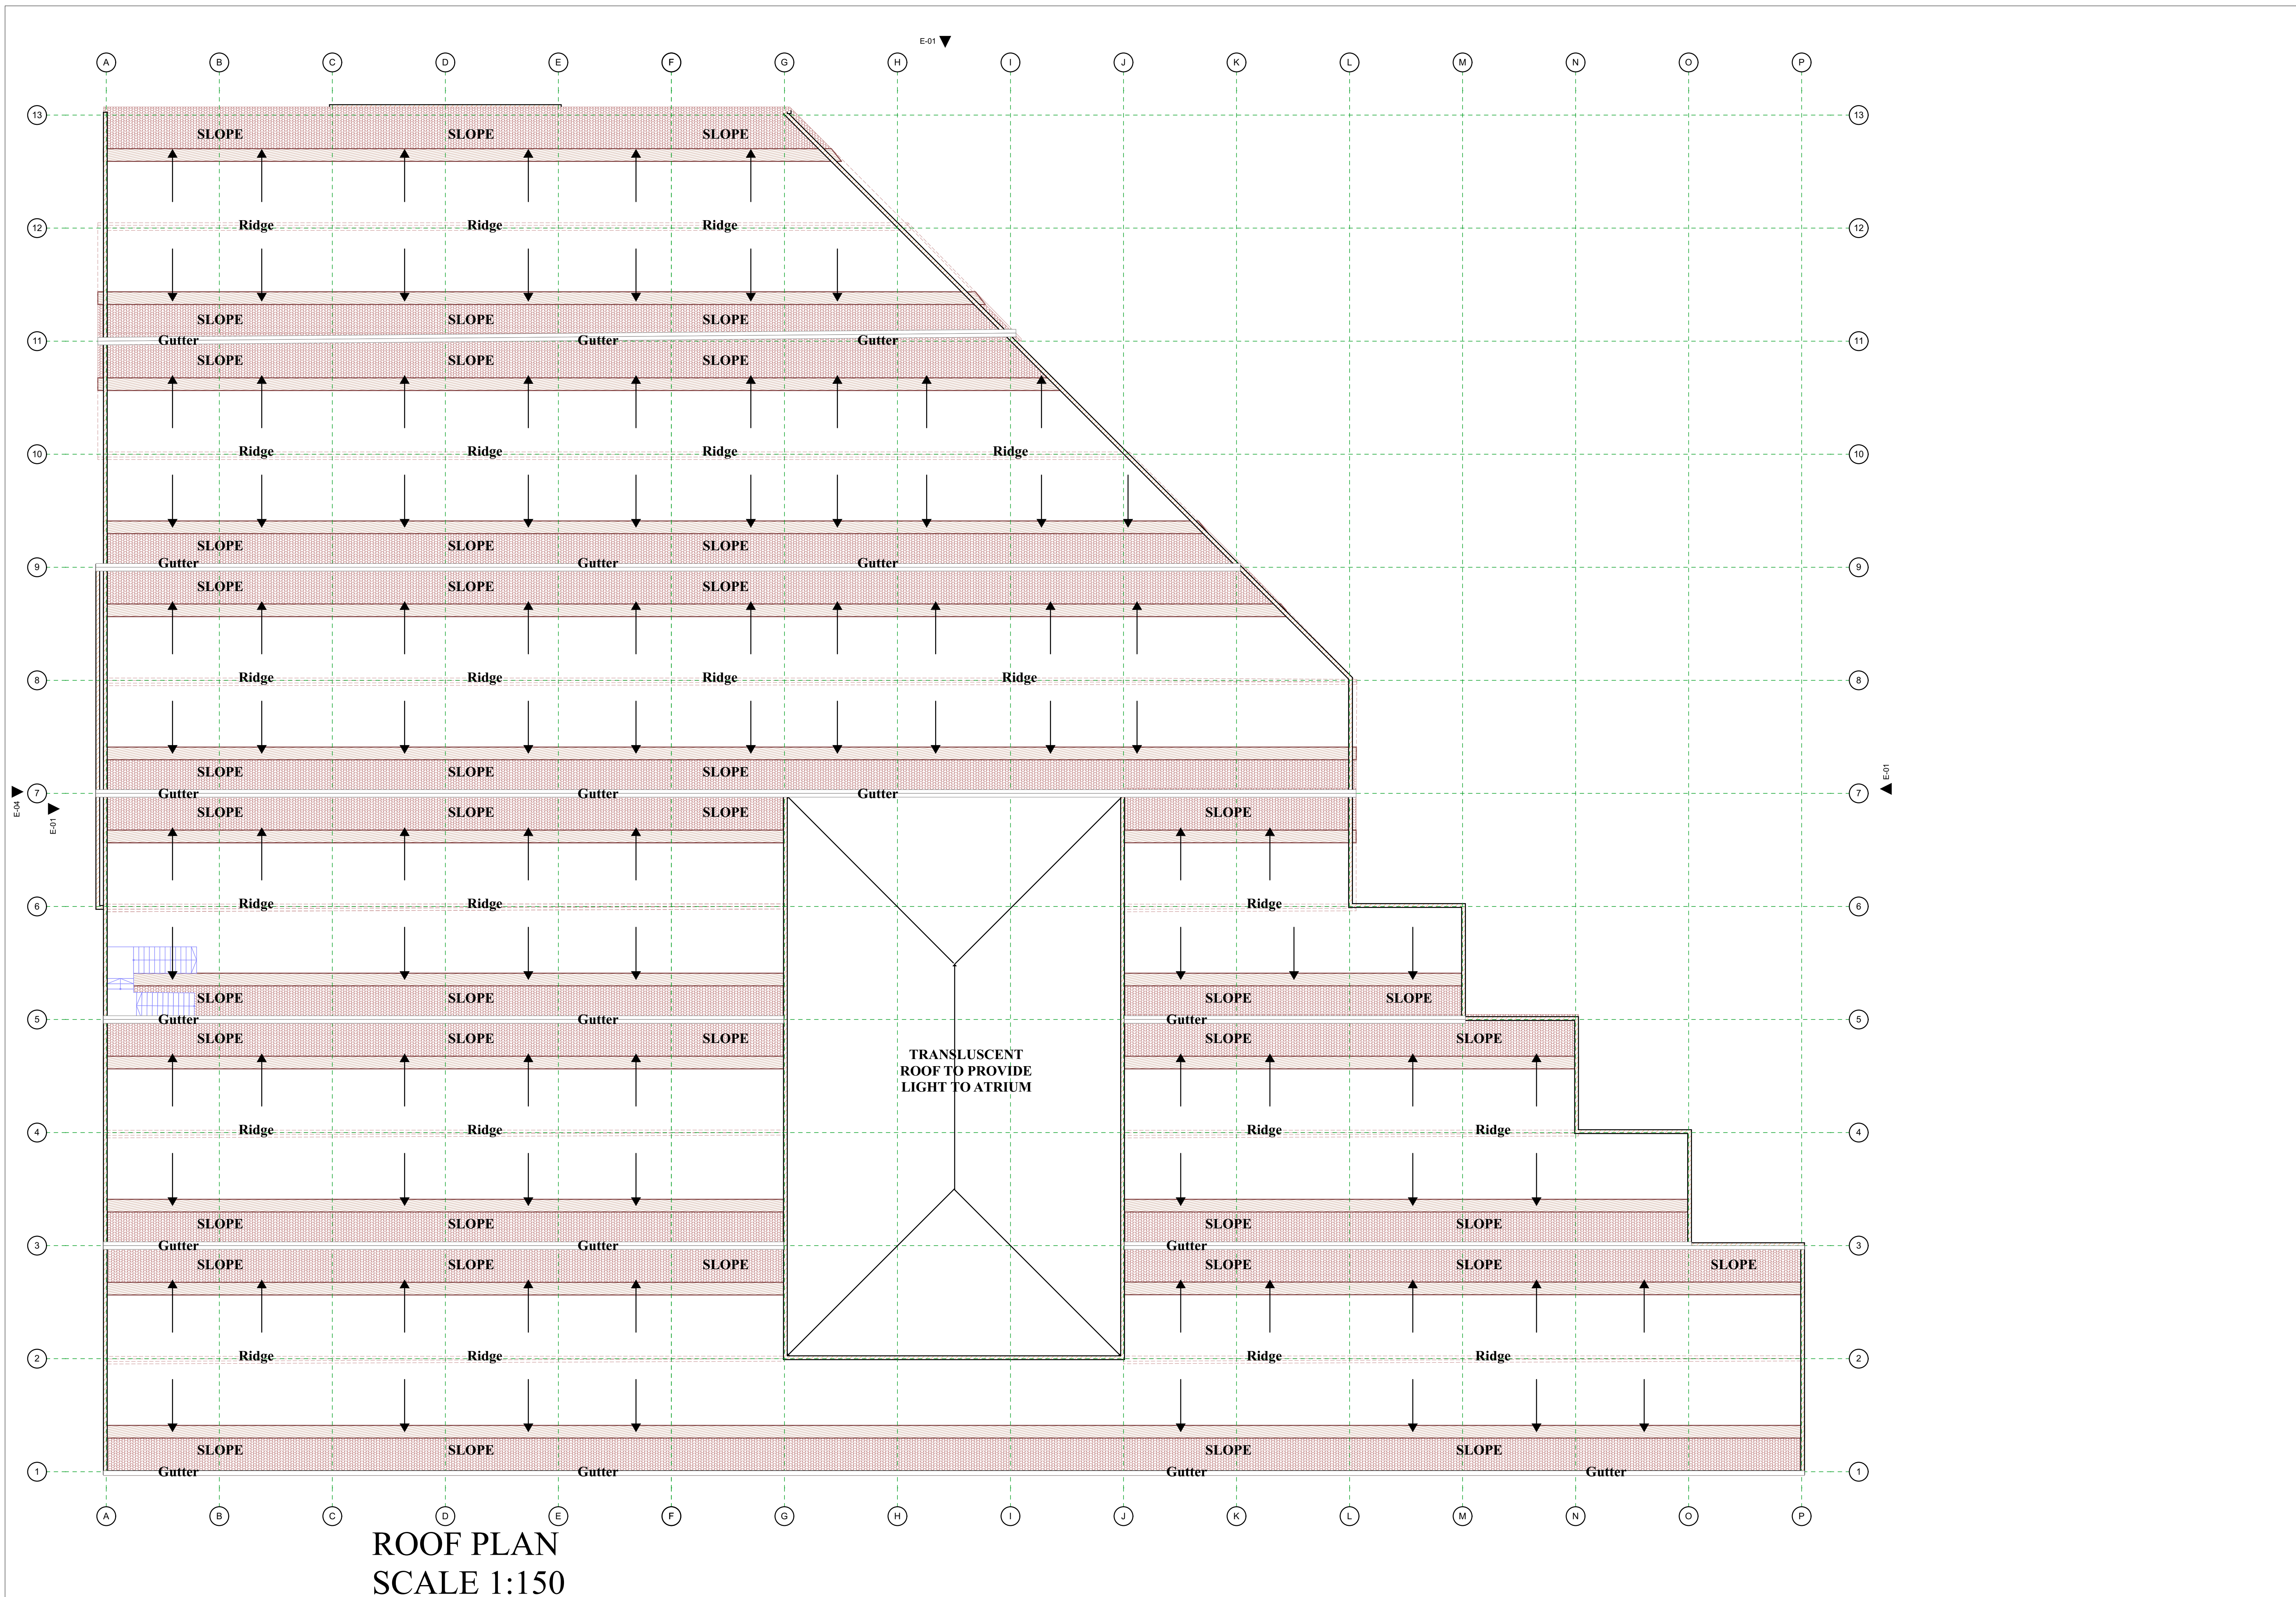 E-01
A B C D E F G H I J K L M N O P
13 13
SLOPE SLOPE SLOPE
Ridge Ridge Ridge
12 12
SLOPE SLOPE SLOPE
11 Gutter Gutter Gutter 11
SLOPE SLOPE SLOPE
Ridge Ridge Ridge Ridge
10 10
SLOPE SLOPE SLOPE
Gutter Gutter Gutter
9 9
SLOPE SLOPE SLOPE
Ridge Ridge Ridge Ridge
8 8
SLOPE SLOPE SLOPE
E-01
7 Gutter Gutter Gutter 7
E-04
E-01
SLOPE SLOPE SLOPE SLOPE
Ridge Ridge Ridge
6 6
SLOPE SLOPE SLOPE SLOPE
5 Gutter Gutter Gutter 5
SLOPE SLOPE SLOPE SLOPE SLOPE
TRANSLUSCENT
ROOF TO PROVIDE
LIGHT TO ATRIUM
Ridge Ridge Ridge Ridge
4 4
SLOPE SLOPE SLOPE SLOPE
3 Gutter Gutter Gutter 3
SLOPE SLOPE SLOPE SLOPE SLOPE SLOPE
Ridge Ridge Ridge Ridge
2 2
SLOPE SLOPE SLOPE SLOPE
1 Gutter Gutter Gutter Gutter 1
A B C D E F G H I J K L M N O P
ROOF PLAN
SCALE 1:150